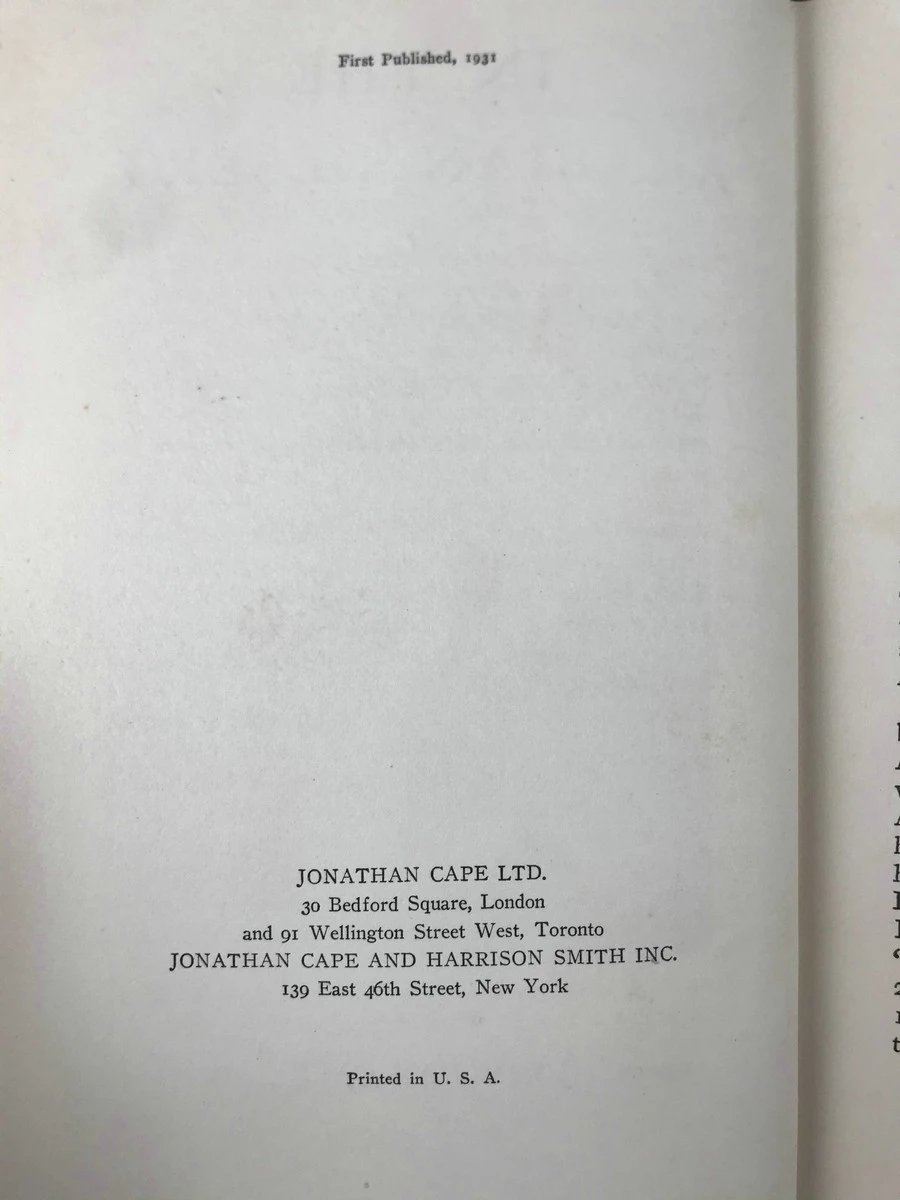 First Published, 1931
JONATHAN CAPE LTD.
30 Bedford Square, London
and 91 Wellington Street West, Toronto
JONATHAN CAPE AND HARRISON SMITH INC.
139 East 46th Street, New York
Printed in U. S. A.